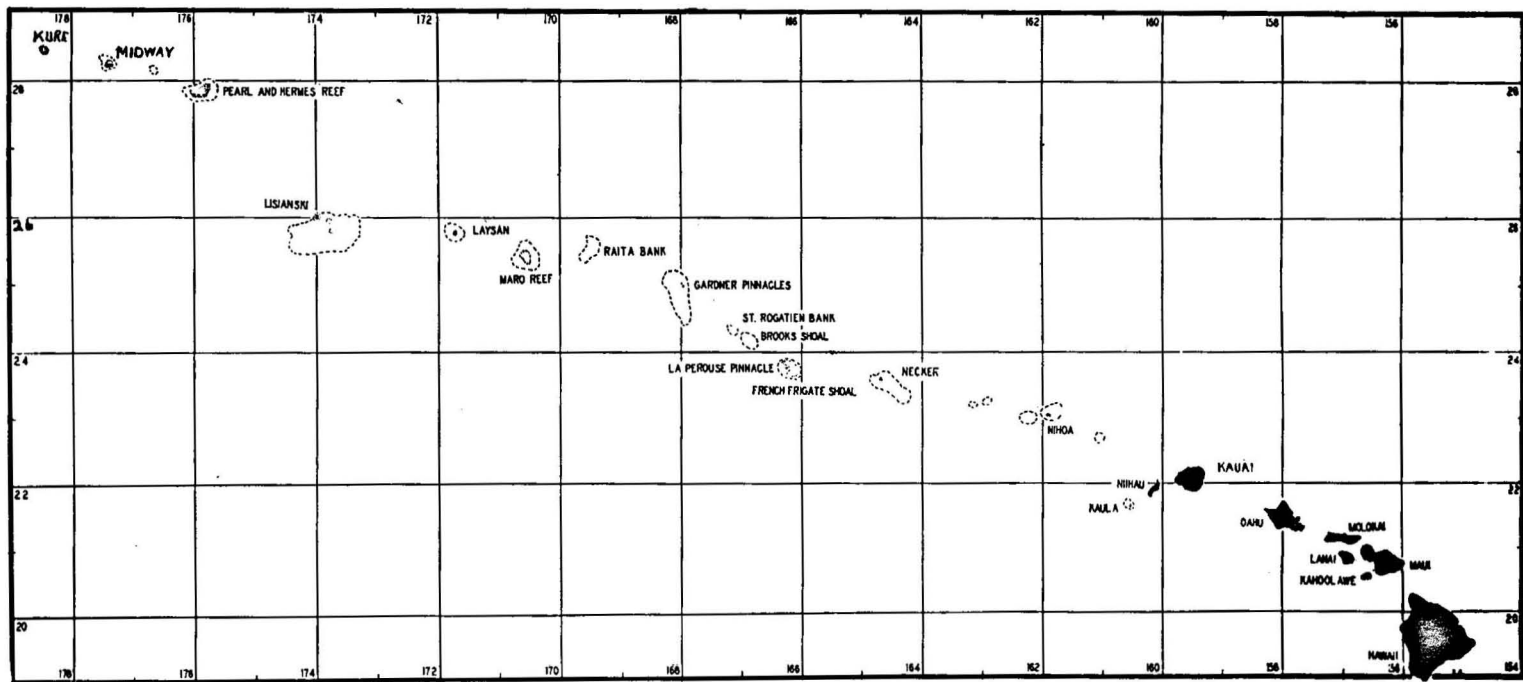 178 176 174 172 170 168 166 164 162 160 158 156
KURE
MIDWAY
28 28
PEARL AND HERMES REEF
LISIANSKI
26 26
LAYSAN
RAITA BANK
MARO REEF
GARDNER PINNACLES
ST. ROGATIEN BANK
BROOKS SHOAL
24 24
LA PEROUSE PINNACLE
NECKER
FRENCH FRIGATE SHOAL
NIHOA
KAUAI
22 22
NIIHAU
KAULA
OAHU
MOLOKAI
LANAI
MAUI
KAHOOLAWE
20 20
HAWAII
178 176 174 172 170 168 166 164 162 160 158 156 154